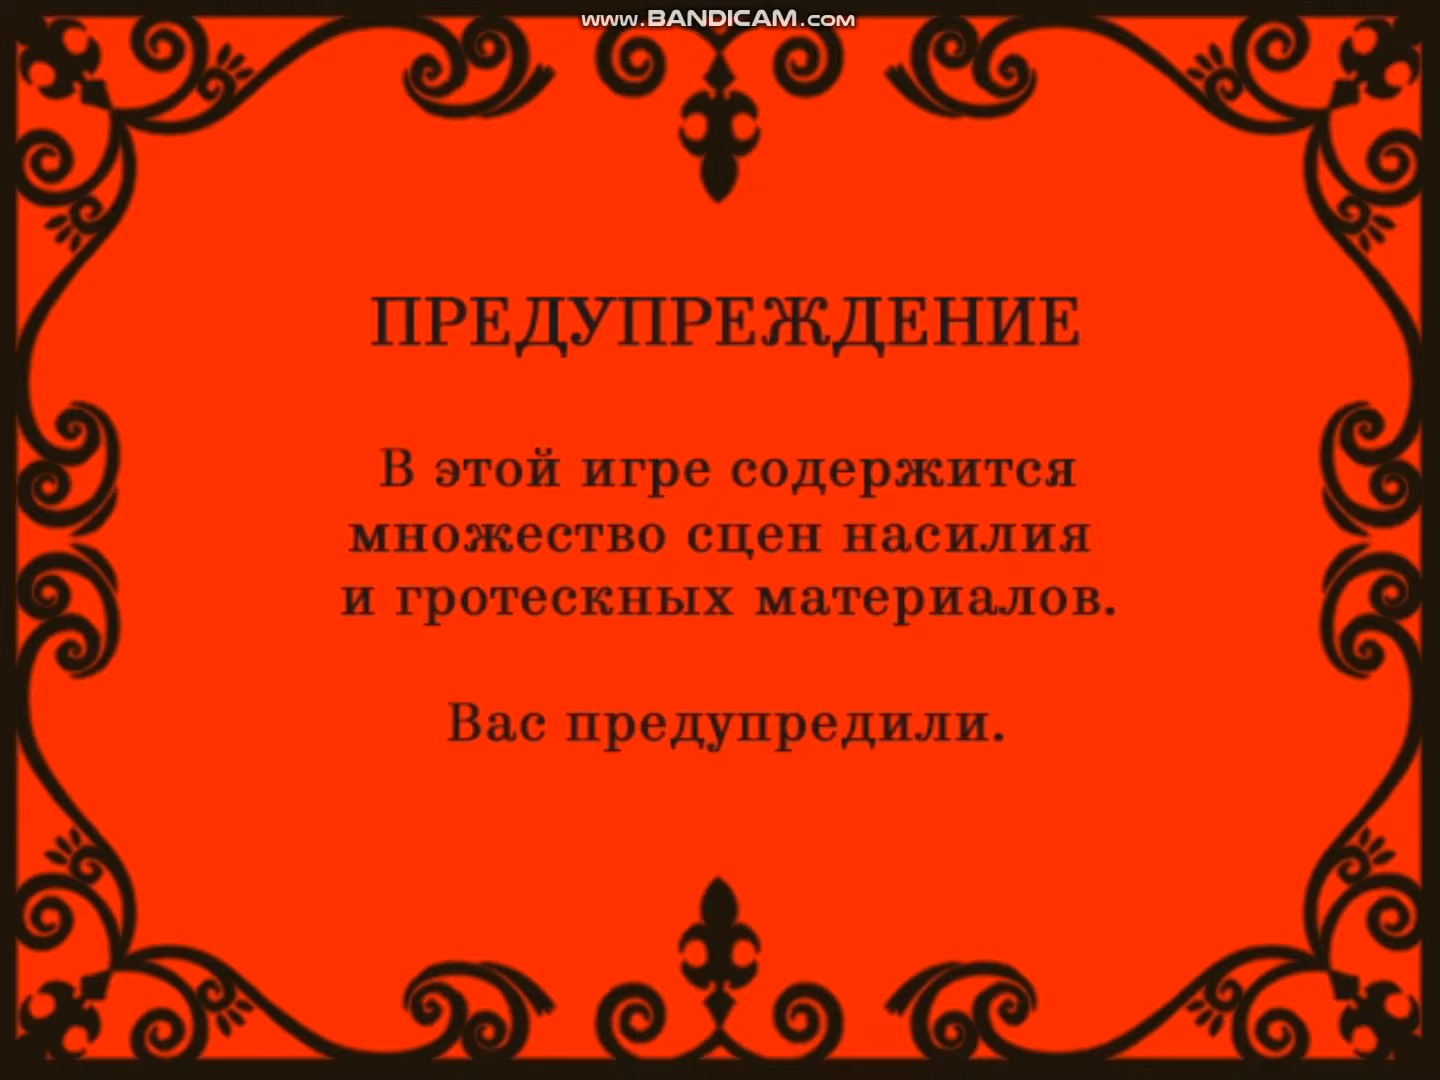 www.BANDICAM.com
ПРЕДУПРЕЖДЕНИЕ
В этой игре содержится
множество сцен насилия
и гротескных материалов.
Вас предупредили.